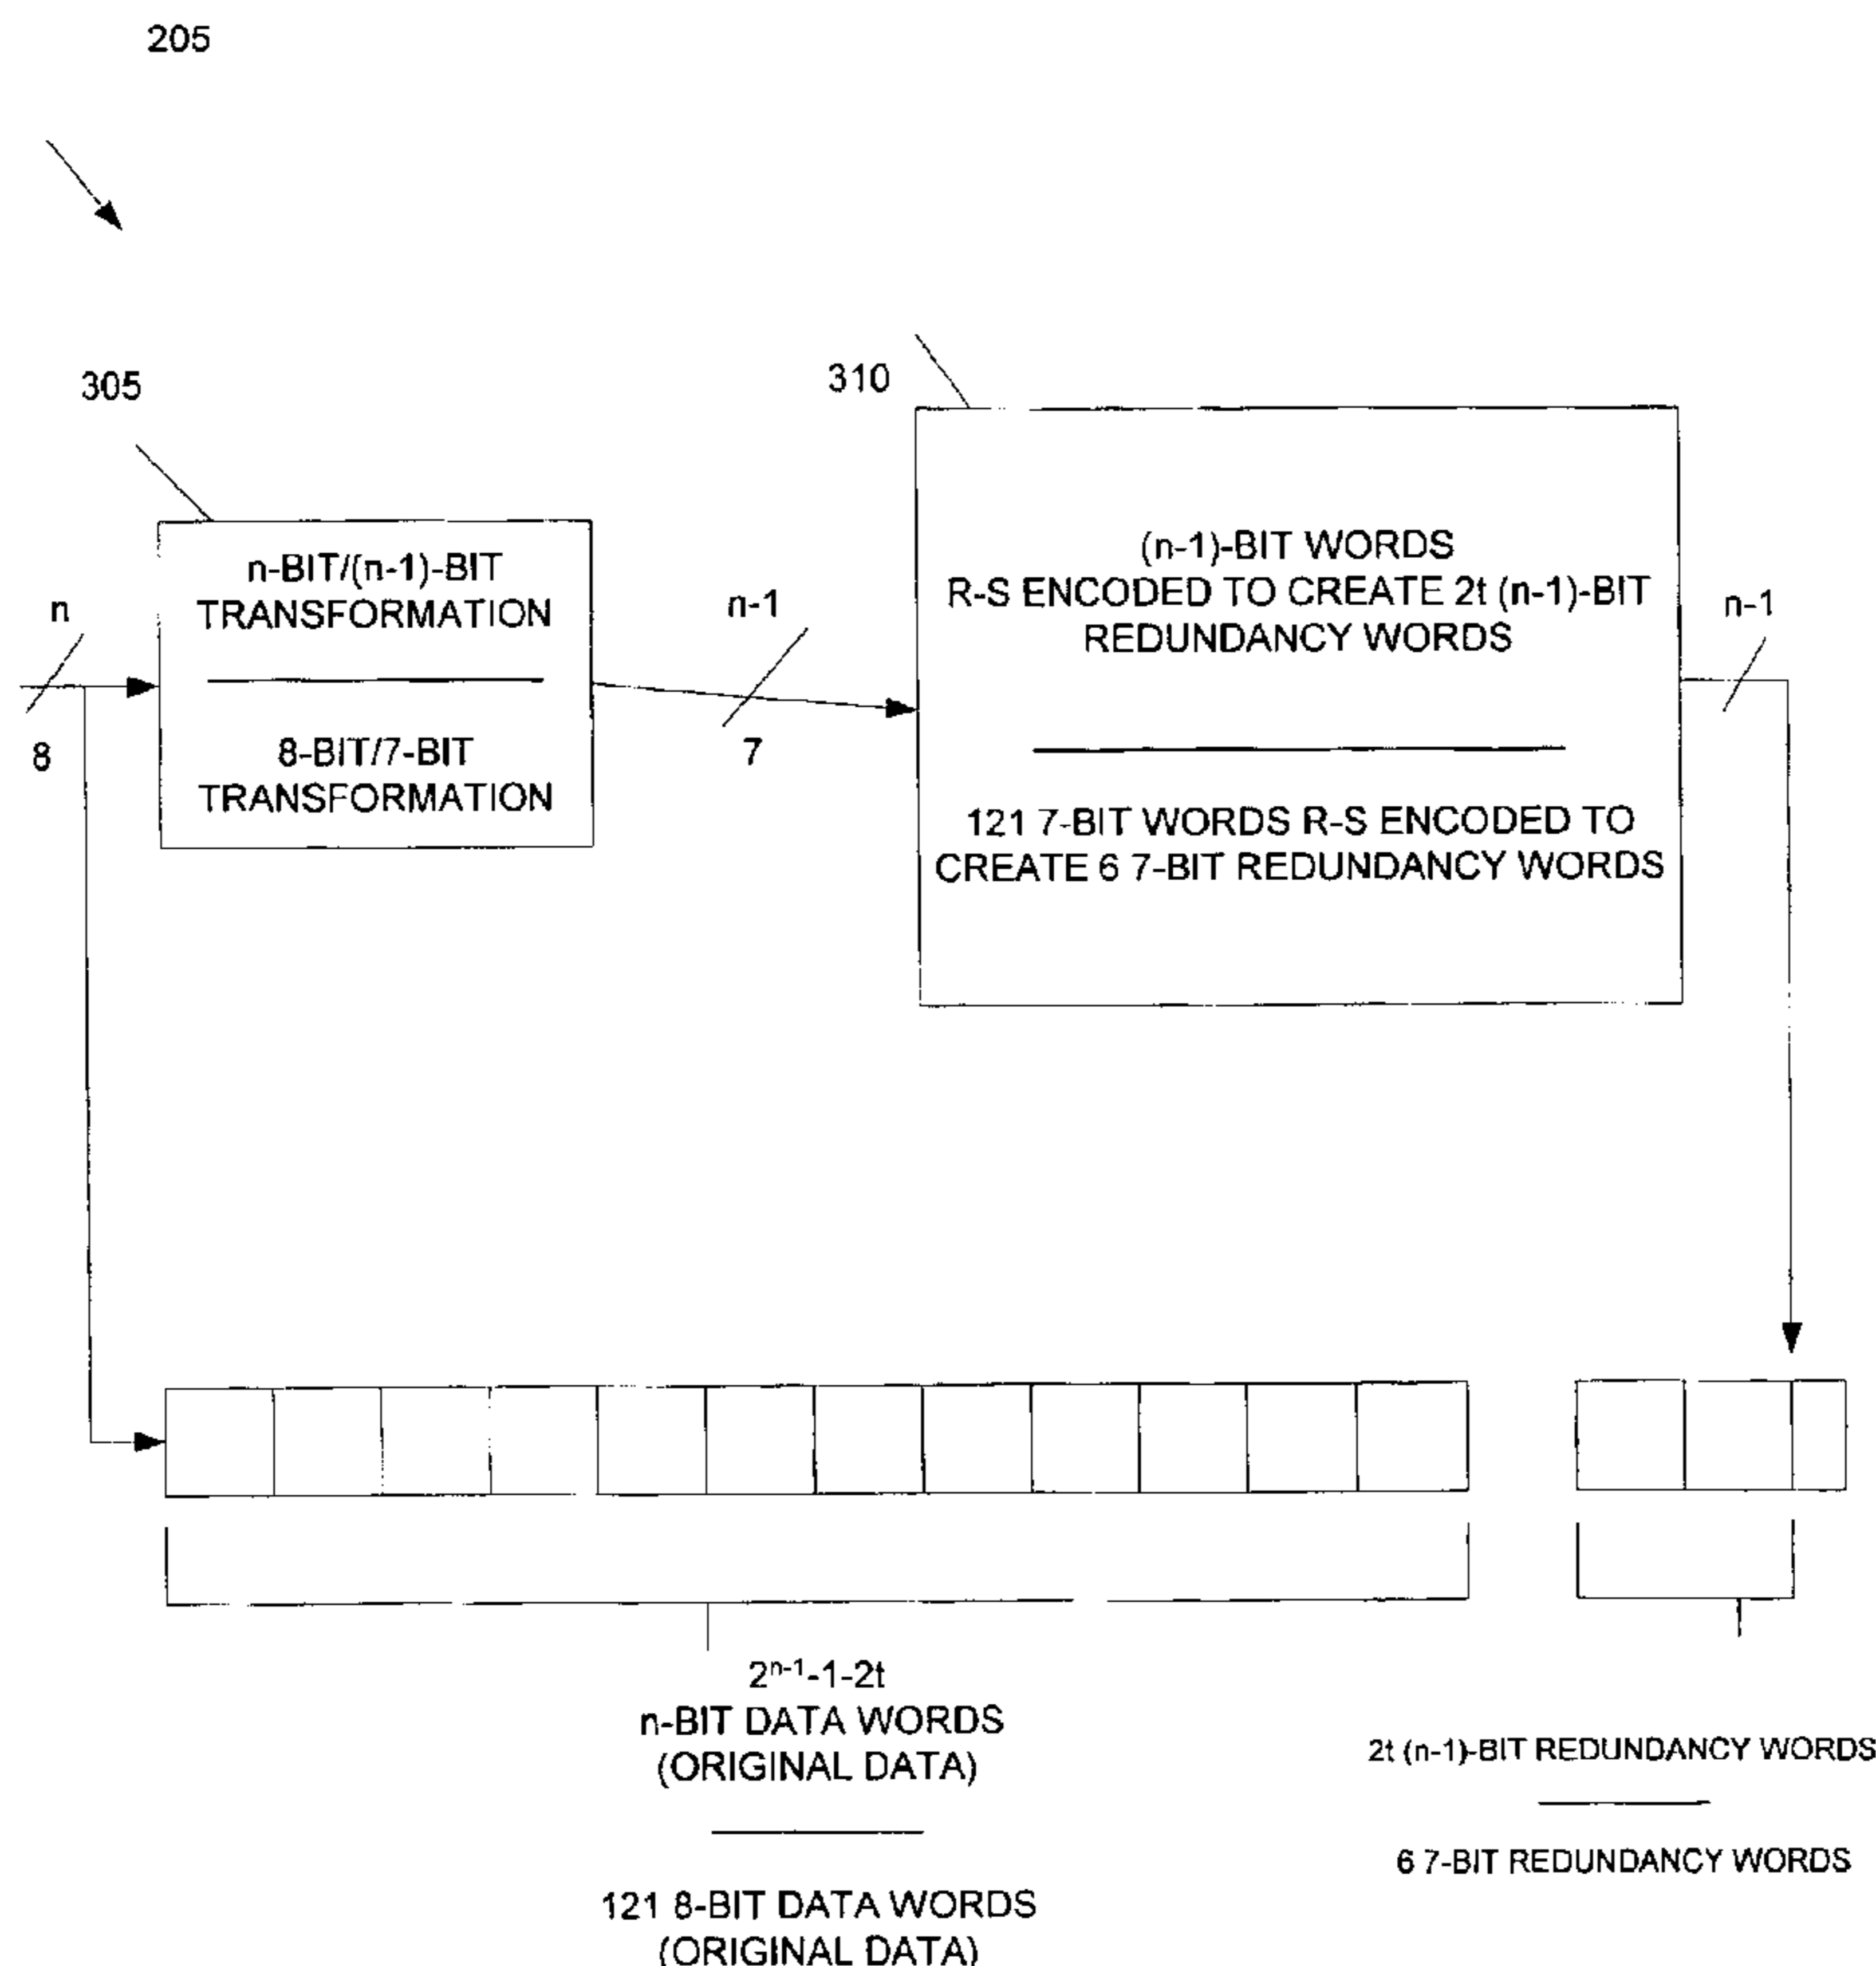 205
305
310
n-BIT/(n-1)-BIT
TRANSFORMATION
8-BIT/7-BIT
TRANSFORMATION
n
8
n-1
7
(n-1)-BIT WORDS
R-S ENCODED TO CREATE 2t (n-1)-BIT
REDUNDANCY WORDS
121 7-BIT WORDS R-S ENCODED TO
CREATE 6 7-BIT REDUNDANCY WORDS
n-1
2ⁿ⁻¹-1-2t
n-BIT DATA WORDS
(ORIGINAL DATA)
121 8-BIT DATA WORDS
(ORIGINAL DATA)
2t (n-1)-BIT REDUNDANCY WORDS
6 7-BIT REDUNDANCY WORDS